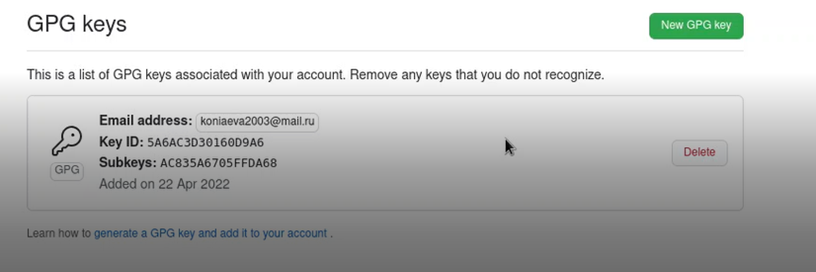 GPG keys
New GPG key
This is a list of GPG keys associated with your account. Remove any keys that you do not recognize.
Email address: koniaeva2003@mail.ru
Key ID: 5A6AC3D30160D9A6
Subkeys: AC835A6705FFDA68
GPG
Added on 22 Apr 2022
Delete
Learn how to generate a GPG key and add it to your account .